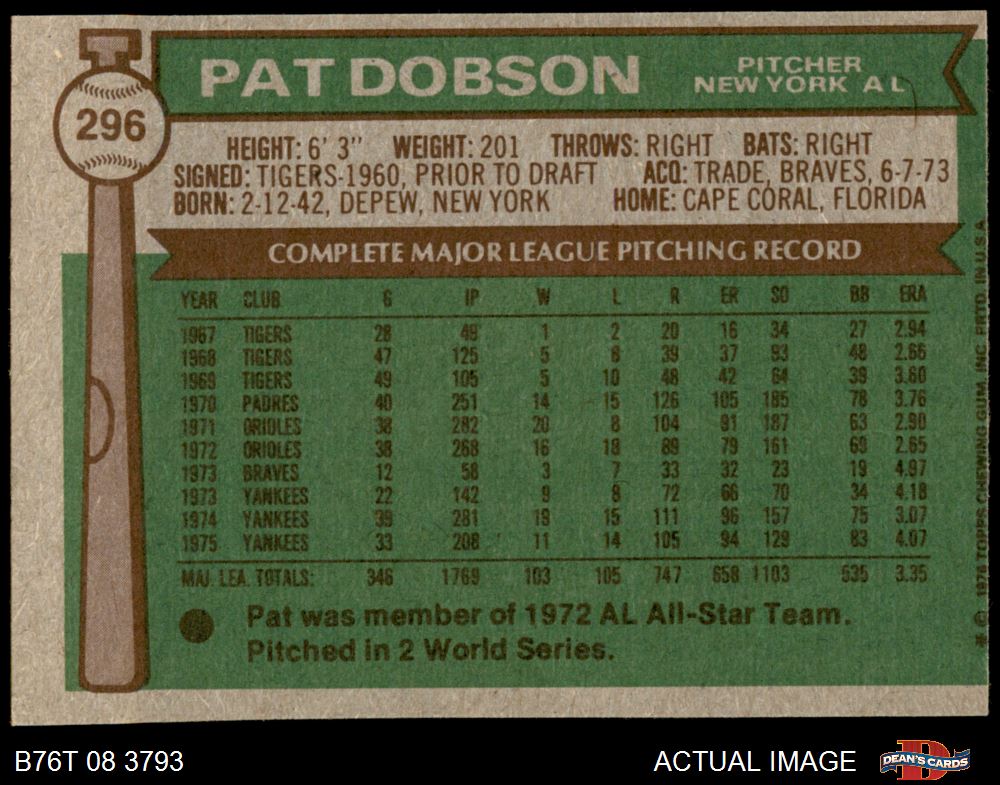 296
PAT DOBSON
PITCHER
NEW YORK A L
HEIGHT: 6' 3" WEIGHT: 201 THROWS: RIGHT BATS: RIGHT
SIGNED: TIGERS-1960, PRIOR TO DRAFT ACQ: TRADE, BRAVES, 6-7-73
BORN: 2-12-42, DEPEW, NEW YORK HOME: CAPE CORAL, FLORIDA
COMPLETE MAJOR LEAGUE PITCHING RECORD
YEAR CLUB G IP W L R ER SO BB ERA
1967 TIGERS 28 49 1 2 20 16 34 27 2.94
1968 TIGERS 47 125 5 8 39 37 93 48 2.66
1969 TIGERS 49 105 5 10 48 42 64 39 3.60
1970 PADRES 40 251 14 15 126 105 185 78 3.76
1971 ORIOLES 38 282 20 8 104 91 187 63 2.90
1972 ORIOLES 38 268 16 18 89 79 161 69 2.65
1973 BRAVES 12 58 3 7 33 32 23 19 4.97
1973 YANKEES 22 142 9 8 72 66 70 34 4.18
1974 YANKEES 39 281 19 15 111 96 157 75 3.07
1975 YANKEES 33 208 11 14 105 94 129 83 4.07
MAJ. LEA. TOTALS: 346 1769 103 105 747 658 1103 535 3.35
Pat was member of 1972 AL All-Star Team.
Pitched in 2 World Series.
* © 1976 TOPPS CHEWING GUM, INC. PRTD. IN U.S.A.
B76T 08 3793
ACTUAL IMAGE
DEAN'S CARDS